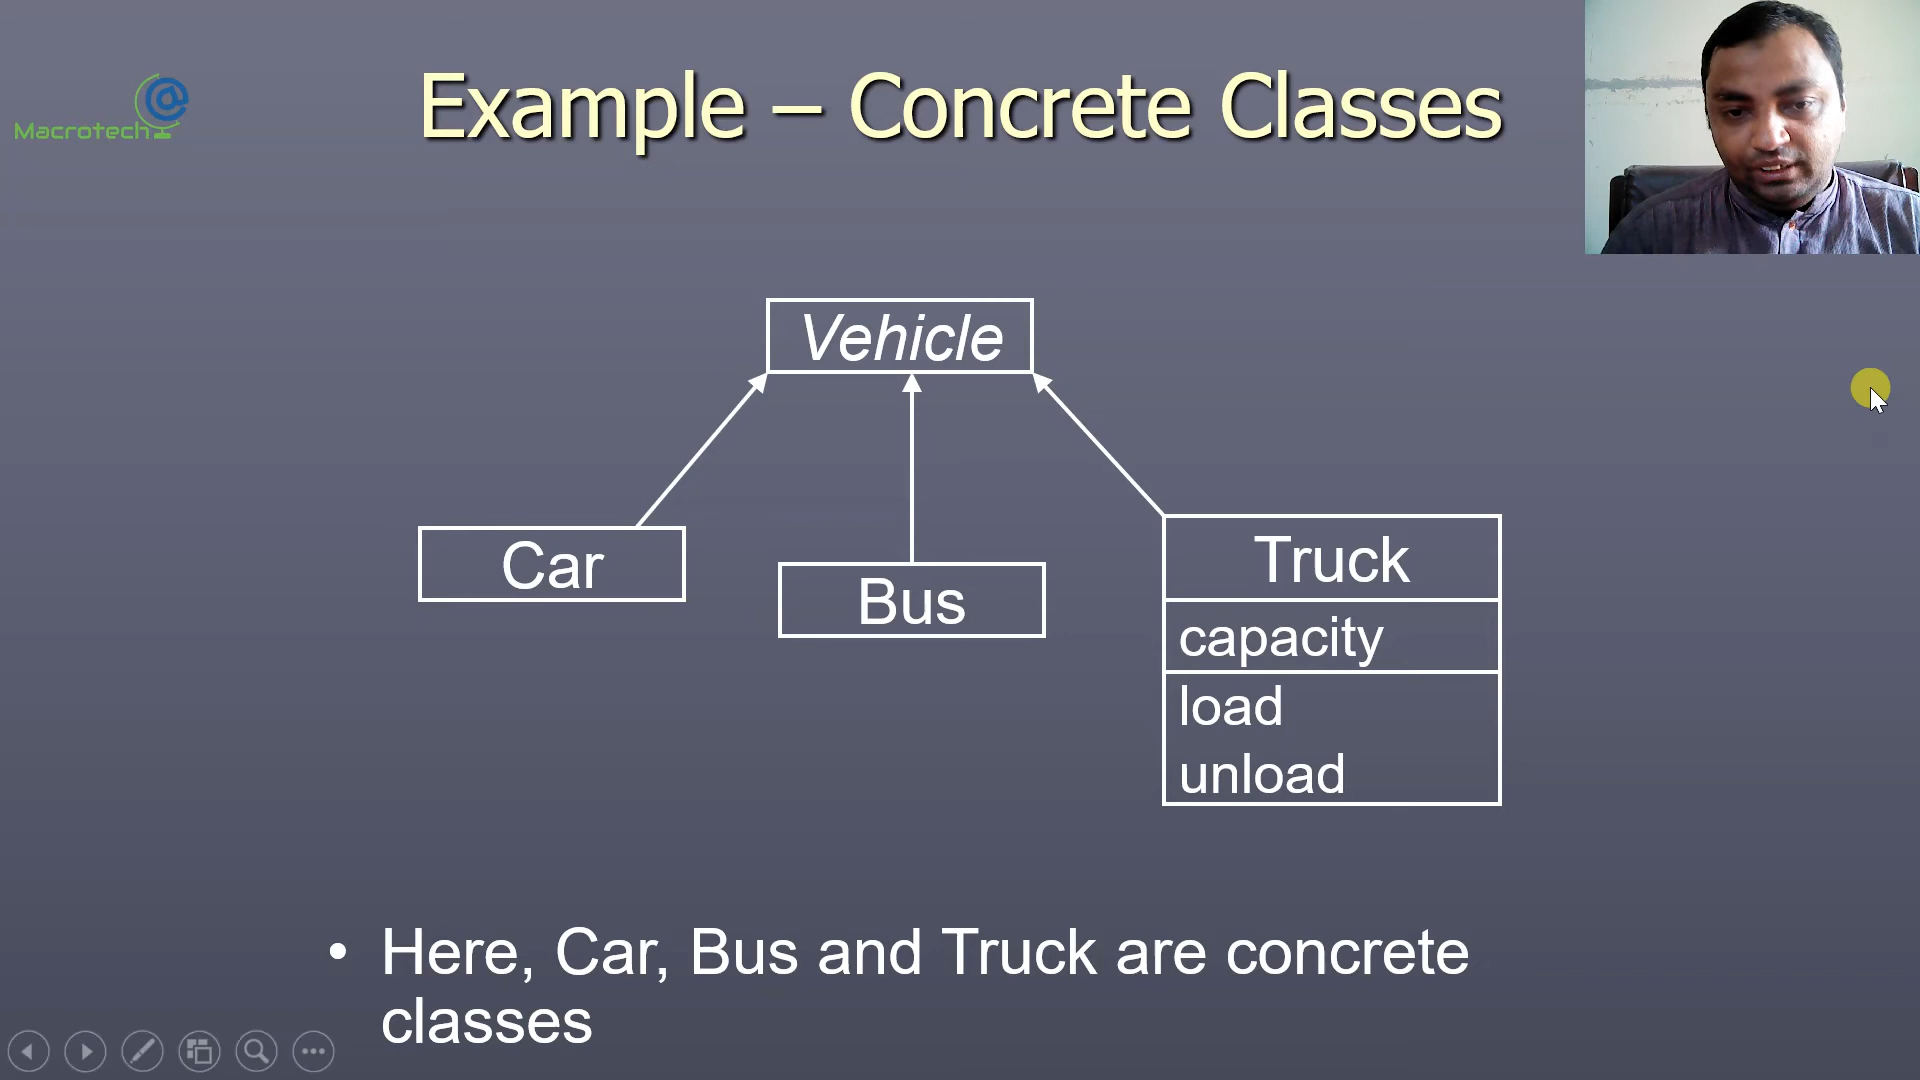 Macrotech
Example – Concrete Classes
Vehicle
Car
Bus
Truck
capacity
load
unload
• Here, Car, Bus and Truck are concrete
classes